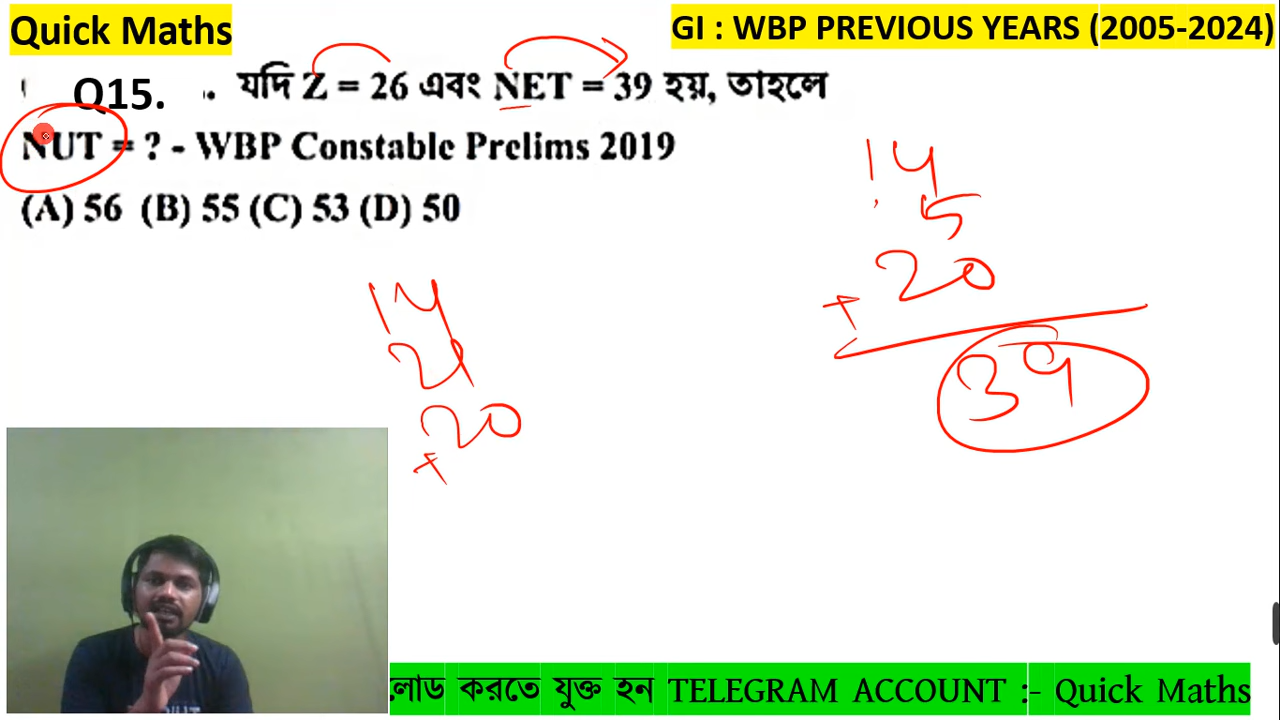 Quick Maths
GI : WBP PREVIOUS YEARS (2005-2024)
Q15. . যদি Z = 26 এবং NET = 39 হয়, তাহলে
NUT = ? - WBP Constable Prelims 2019
(A) 56 (B) 55 (C) 53 (D) 50
14
5
+ 20
39
14
21
+ 20
লোড করতে যুক্ত হন TELEGRAM ACCOUNT :- Quick Maths